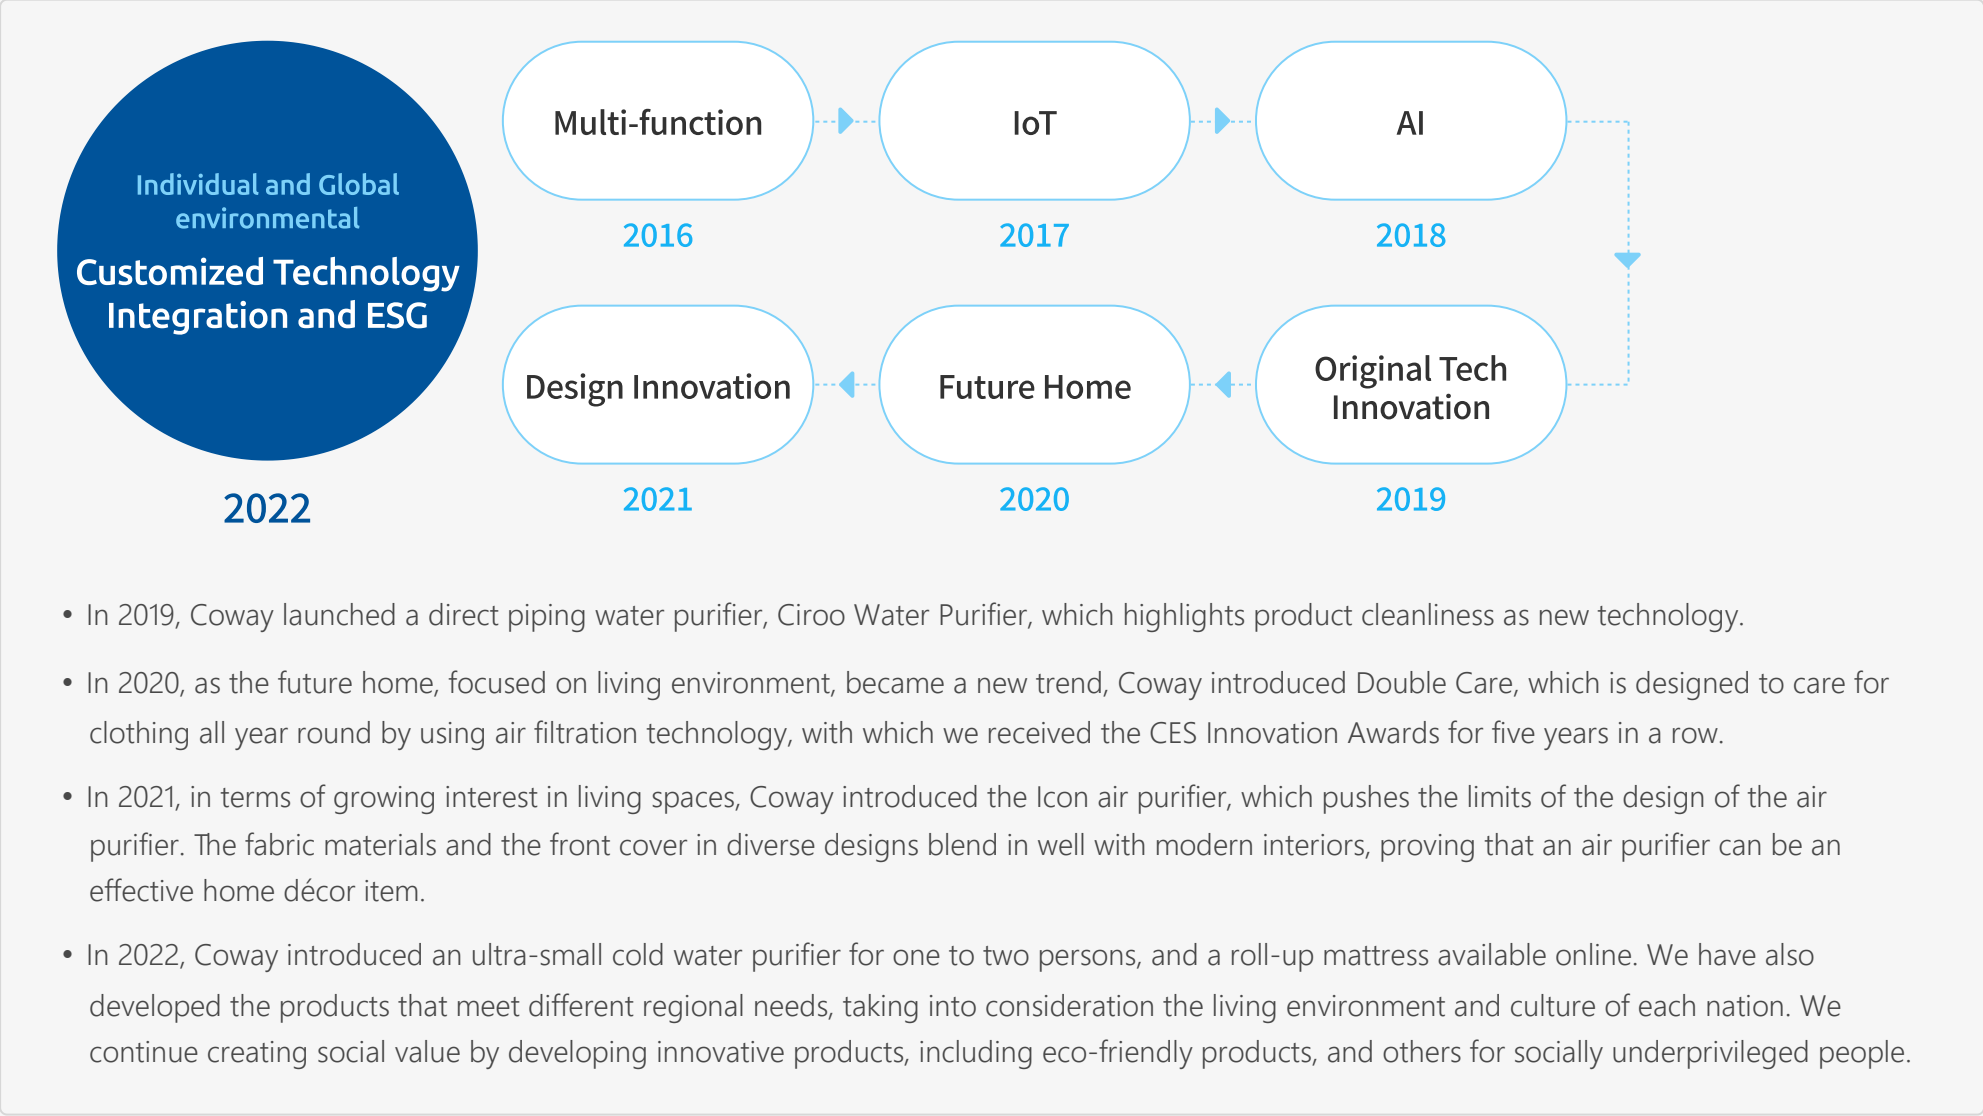 Individual and Global
environmental
Customized Technology
Integration and ESG
2022
Multi-function
2016
IoT
2017
AI
2018
Original Tech
Innovation
2019
Future Home
2020
Design Innovation
2021
• In 2019, Coway launched a direct piping water purifier, Ciroo Water Purifier, which highlights product cleanliness as new technology.
• In 2020, as the future home, focused on living environment, became a new trend, Coway introduced Double Care, which is designed to care for
clothing all year round by using air filtration technology, with which we received the CES Innovation Awards for five years in a row.
• In 2021, in terms of growing interest in living spaces, Coway introduced the Icon air purifier, which pushes the limits of the design of the air
purifier. The fabric materials and the front cover in diverse designs blend in well with modern interiors, proving that an air purifier can be an
effective home décor item.
• In 2022, Coway introduced an ultra-small cold water purifier for one to two persons, and a roll-up mattress available online. We have also
developed the products that meet different regional needs, taking into consideration the living environment and culture of each nation. We
continue creating social value by developing innovative products, including eco-friendly products, and others for socially underprivileged people.